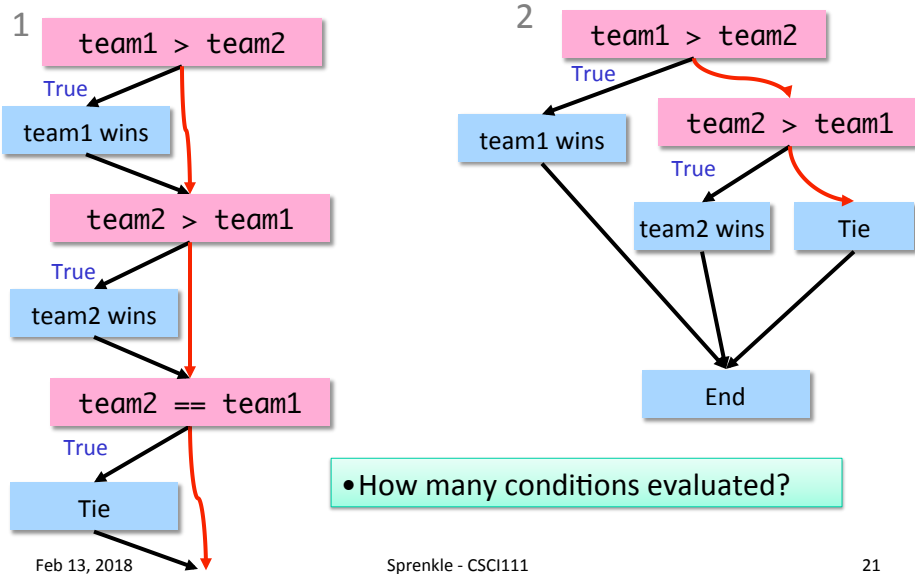 1
team1 > team2
True
team1 wins
team2 > team1
True
team2 wins
team2 == team1
True
Tie
2
team1 > team2
True
team1 wins
team2 > team1
True
team2 wins
Tie
End
•How many conditions evaluated?
Feb 13, 2018
Sprenkle - CSCI111
21